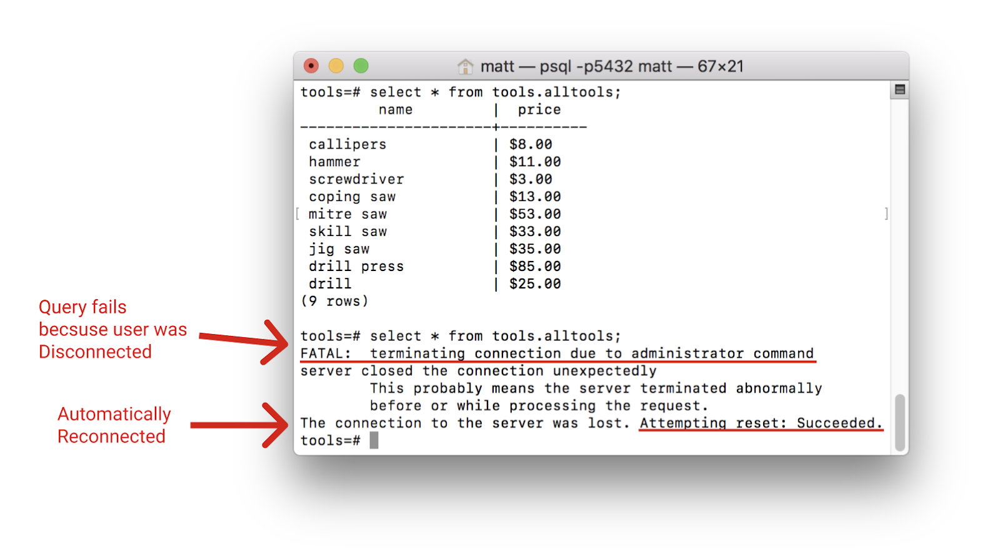 matt — psql -p5432 matt — 67×21
tools=# select * from tools.alltools;
         name         |  price
----------------------+----------
 callipers            | $8.00
 hammer               | $11.00
 screwdriver          | $3.00
 coping saw           | $13.00
[ mitre saw            | $53.00 ]
 skill saw            | $33.00
 jig saw              | $35.00
 drill press          | $85.00
 drill                | $25.00
(9 rows)
Query fails
becsuse user was
Disconnected
tools=# select * from tools.alltools;
FATAL:  terminating connection due to administrator command
server closed the connection unexpectedly
        This probably means the server terminated abnormally
        before or while processing the request.
Automatically
Reconnected
The connection to the server was lost. Attempting reset: Succeeded.
tools=#